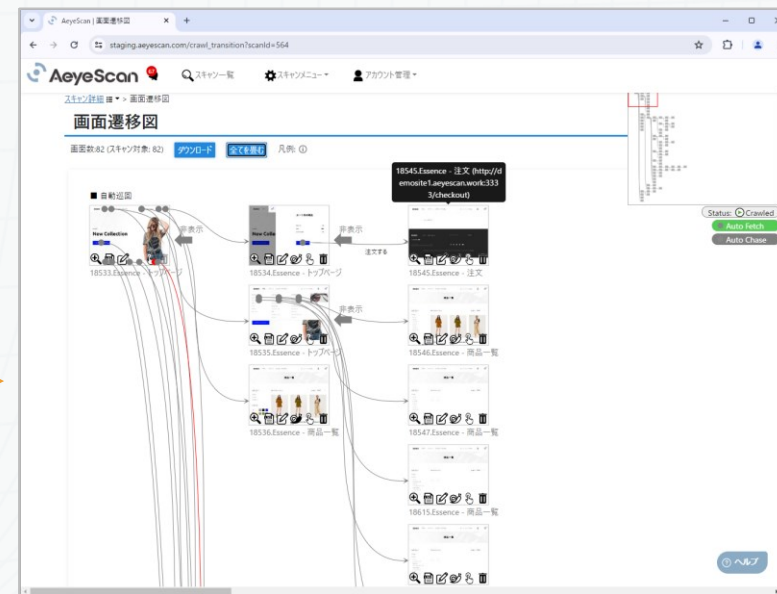 AeyeScan | 画面遷移図
staging.aeyescan.com/crawl_transition?scanId=564
AeyeScan
スキャン一覧
スキャンメニュー
アカウント管理
スキャン詳細 > 画面遷移図
画面遷移図
画面数:82 (スキャン対象: 82)
ダウンロード
全てを畳む
凡例:
18545.Essence - 注文 (http://d
emosite1.aeyescan.work:333
3/checkout)
Status: Crawled
Auto Fetch
Auto Chase
■ 自動巡回
New Collection
非表示
New Colle
非表示
注文する
18533.Essence - トップページ
18534.Essence - トップページ
18545.Essence - 注文
非表示
18535.Essence - トップページ
18546.Essence - 商品一覧
18536.Essence - 商品一覧
18547.Essence - 商品一覧
18615.Essence - 商品一覧
ヘルプ